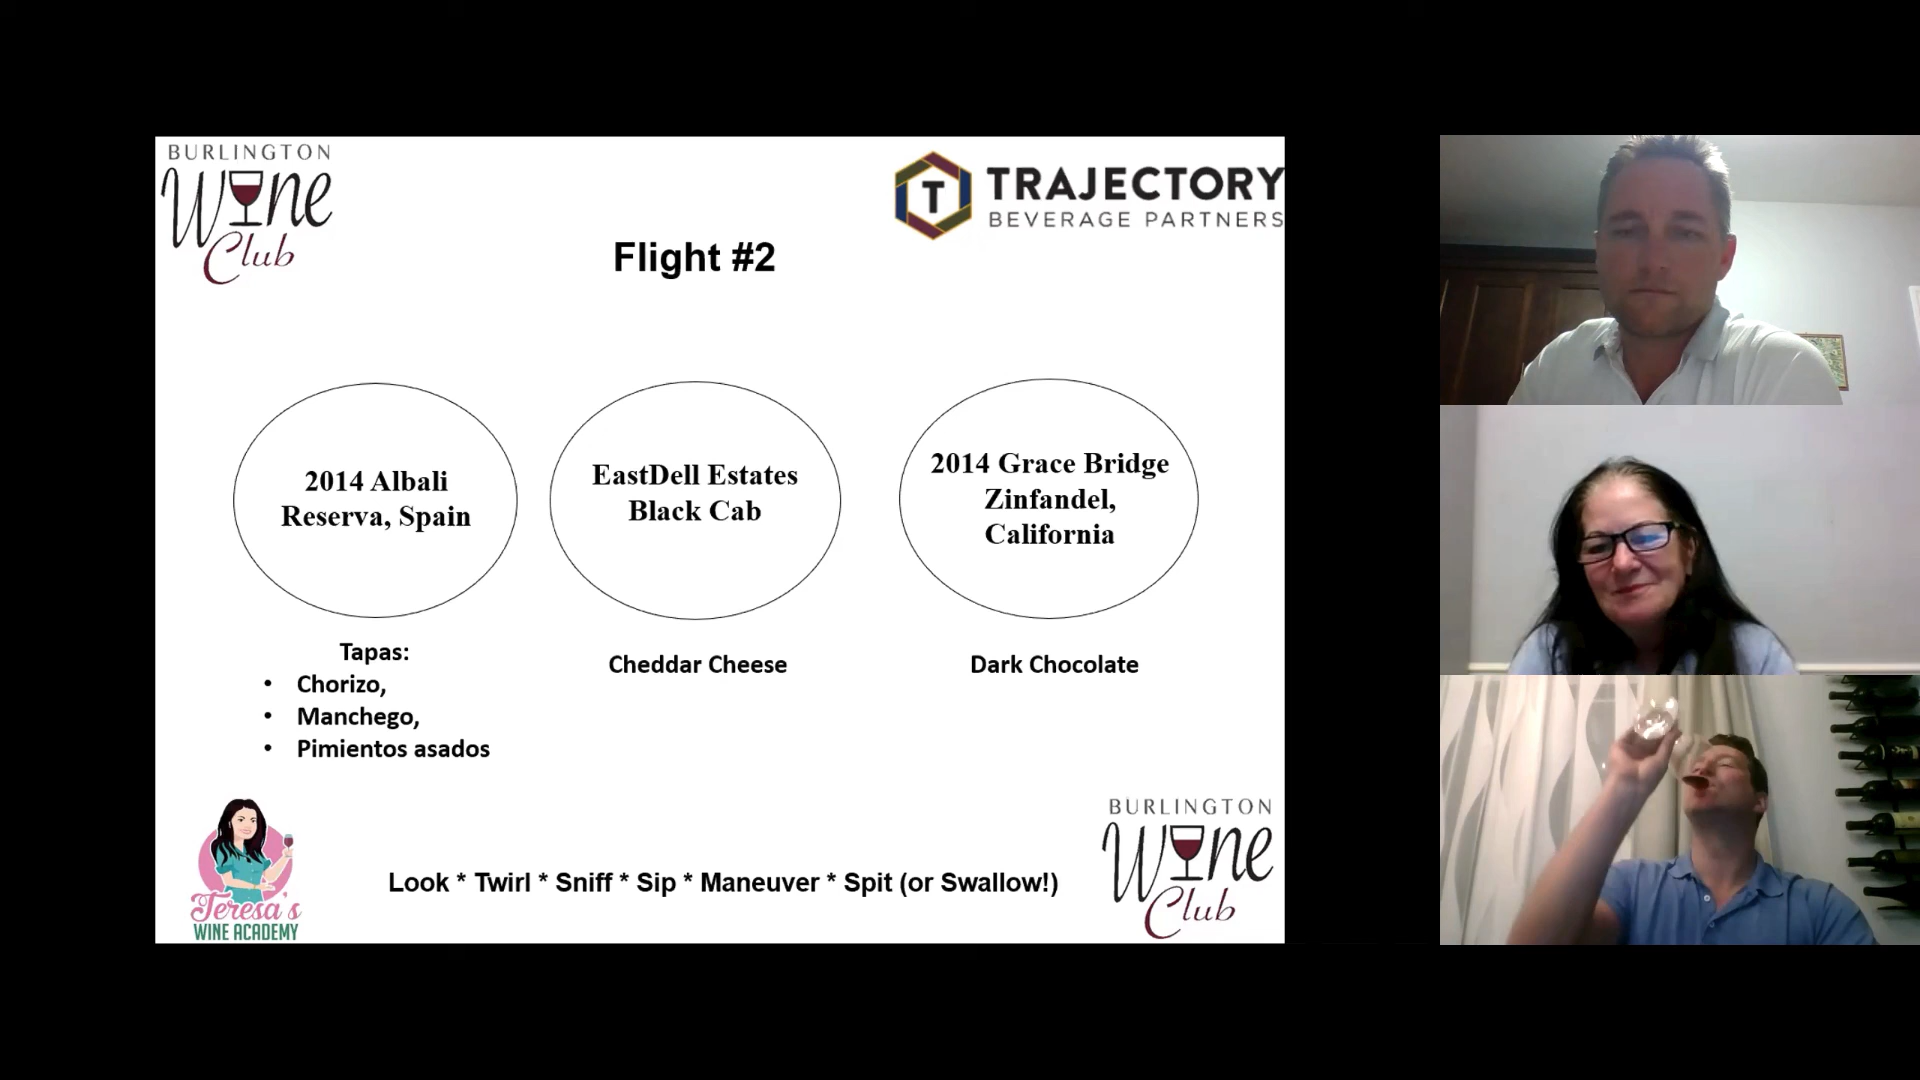 BURLINGTON
Wine
Club
T
TRAJECTORY
BEVERAGE PARTNERS
Flight #2
2014 Albali
Reserva, Spain
EastDell Estates
Black Cab
2014 Grace Bridge
Zinfandel,
California
Tapas:
• Chorizo,
• Manchego,
• Pimientos asados
Cheddar Cheese
Dark Chocolate
Teresa's
WINE ACADEMY
Look * Twirl * Sniff * Sip * Maneuver * Spit (or Swallow!)
BURLINGTON
Wine
Club